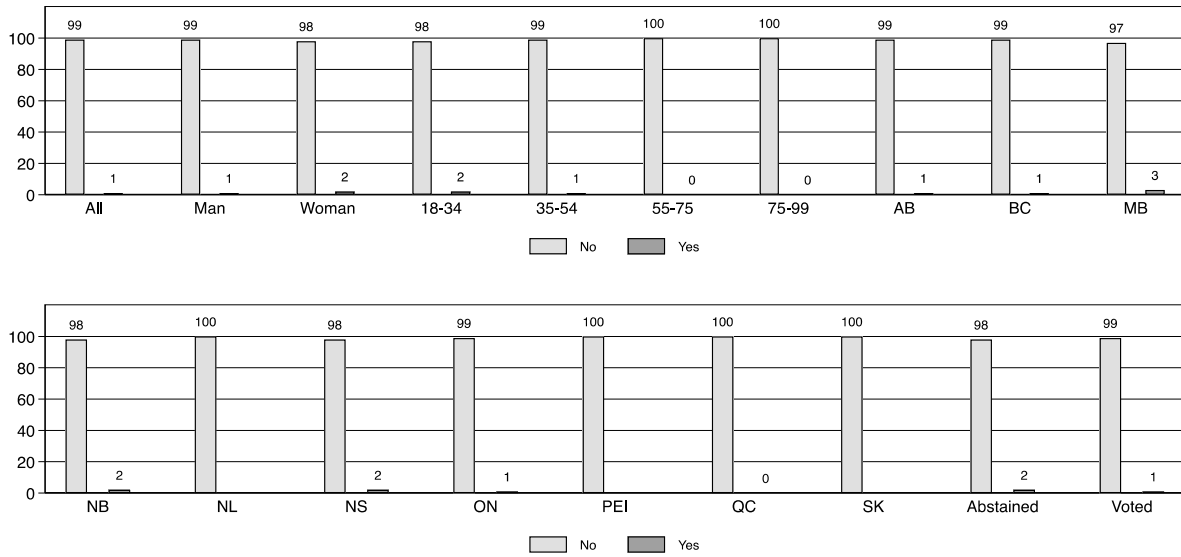 99 99 98 98 99 100 100 99 99 97
100
80
60
40
20
0
1 1 2 2 1 0 0 1 1 3
All Man Woman 18-34 35-54 55-75 75-99 AB BC MB
No Yes
98 100 98 99 100 100 100 98 99
100
80
60
40
20
0
2 2 1 0 2 1
NB NL NS ON PEI QC SK Abstained Voted
No Yes